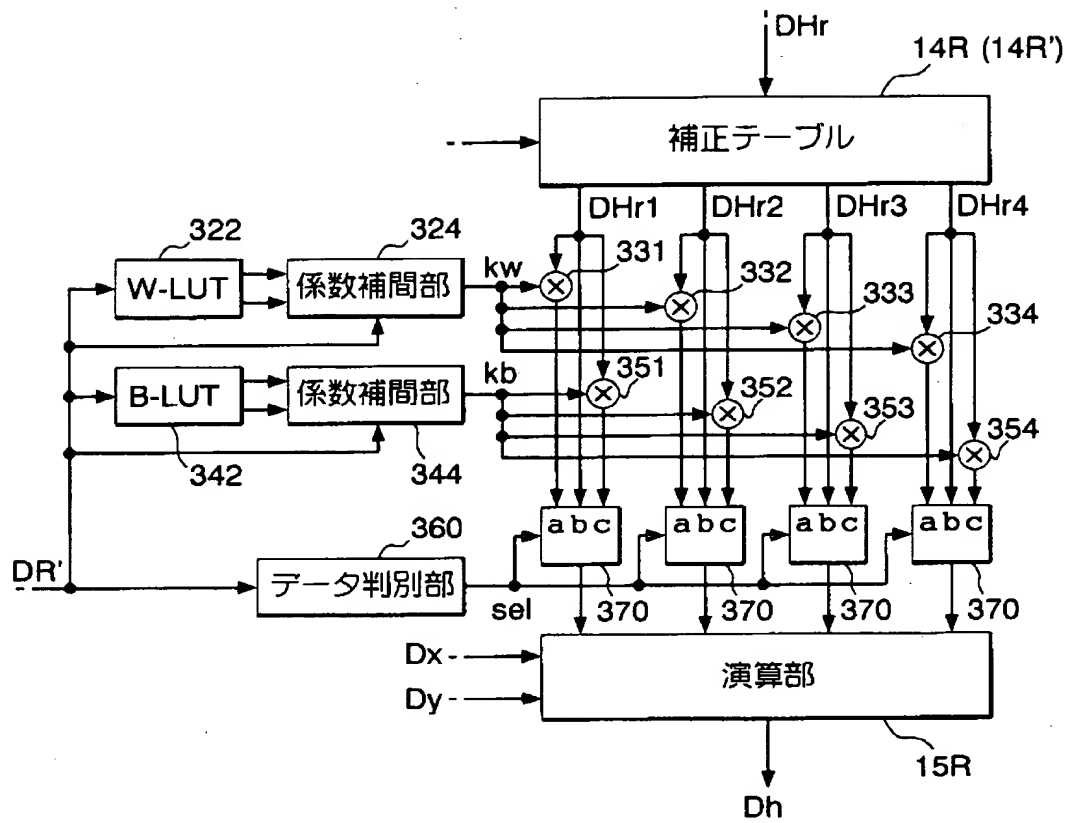 DHr
14R (14R')
補正テーブル
DHr1 DHr2 DHr3 DHr4
322 324 kw 331 332 333 334
W-LUT 係数補間部
kb 351 352 353 354
B-LUT 係数補間部
342 344
360
a b c a b c a b c a b c
DR' データ判別部
sel 370 370 370 370
Dx
Dy
演算部
15R
Dh